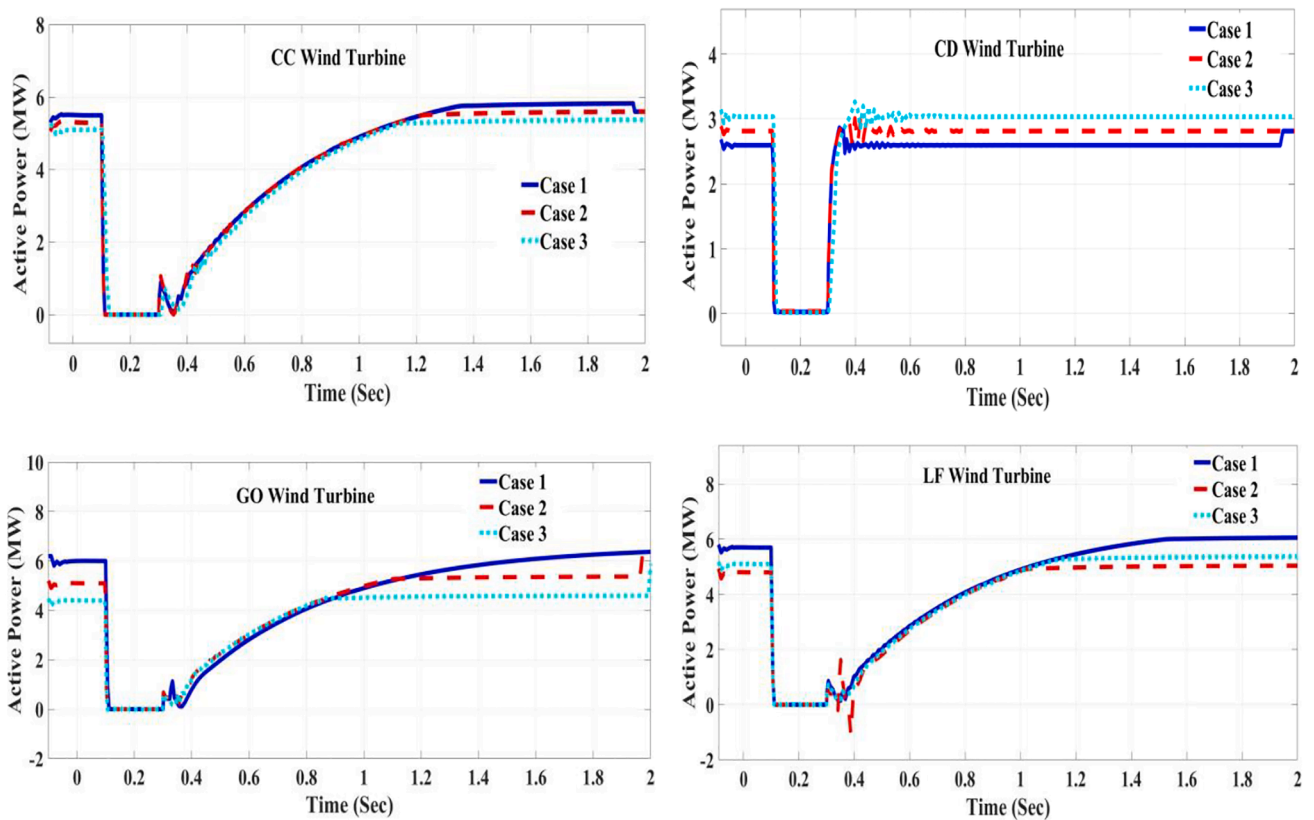 8
6
4
2
0
Active Power (MW)
CC Wind Turbine
Case 1
Case 2
Case 3
0 0.2 0.4 0.6 0.8 1 1.2 1.4 1.6 1.8 2
Time (Sec)
4
3
2
1
0
Active Power (MW)
CD Wind Turbine
Case 1
Case 2
Case 3
0 0.2 0.4 0.6 0.8 1 1.2 1.4 1.6 1.8 2
Time (Sec)
10
8
6
4
2
0
-2
Active Power (MW)
GO Wind Turbine
Case 1
Case 2
Case 3
0 0.2 0.4 0.6 0.8 1 1.2 1.4 1.6 1.8 2
Time (Sec)
8
6
4
2
0
-2
Active Power (MW)
LF Wind Turbine
Case 1
Case 2
Case 3
0 0.2 0.4 0.6 0.8 1 1.2 1.4 1.6 1.8 2
Time (Sec)